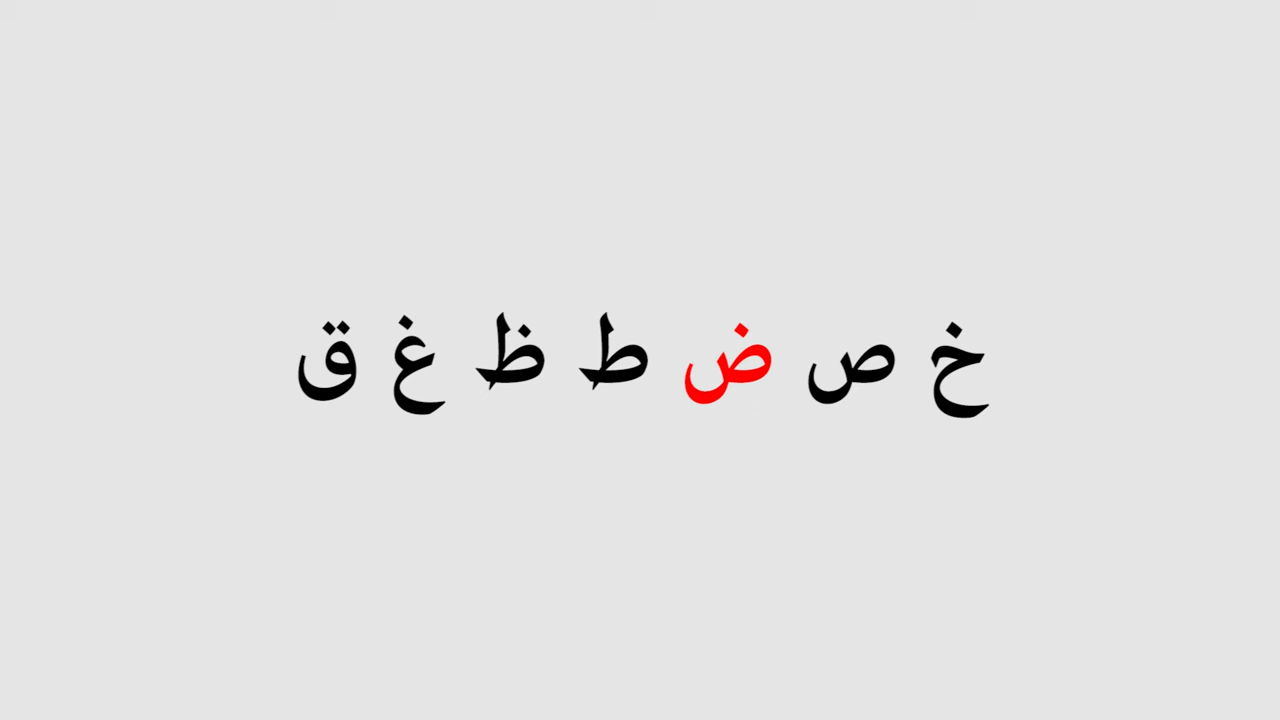 خ ص ض ط ظ غ ق